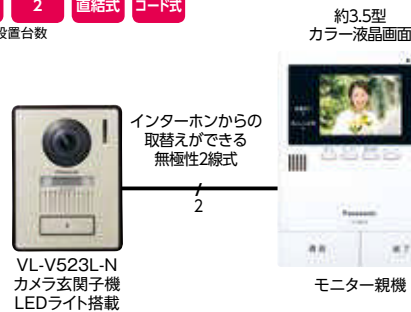 2
直結式
コード式
設置台数
約3.5型
カラー液晶画面
インターホンからの
取替えができる
無極性2線式
2
Panasonic
VL-V523L-N
カメラ玄関子機
LEDライト搭載
モニター親機